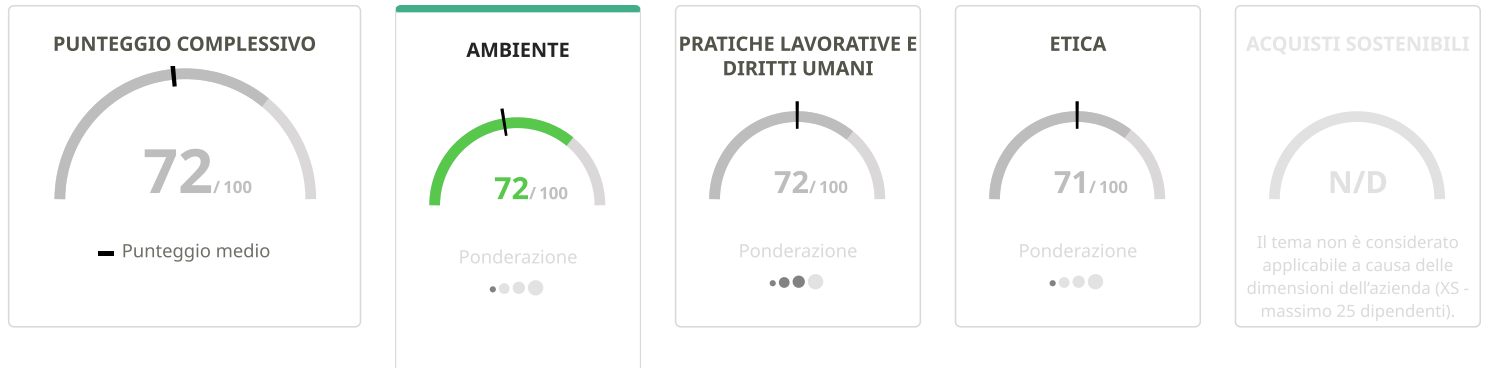 PUNTEGGIO COMPLESSIVO
72 / 100
Punteggio medio
AMBIENTE
72 / 100
Ponderazione
PRATICHE LAVORATIVE E
DIRITTI UMANI
72 / 100
Ponderazione
ETICA
71 / 100
Ponderazione
ACQUISTI SOSTENIBILI
N/D
Il tema non è considerato
applicabile a causa delle
dimensioni dell'azienda (XS -
massimo 25 dipendenti).